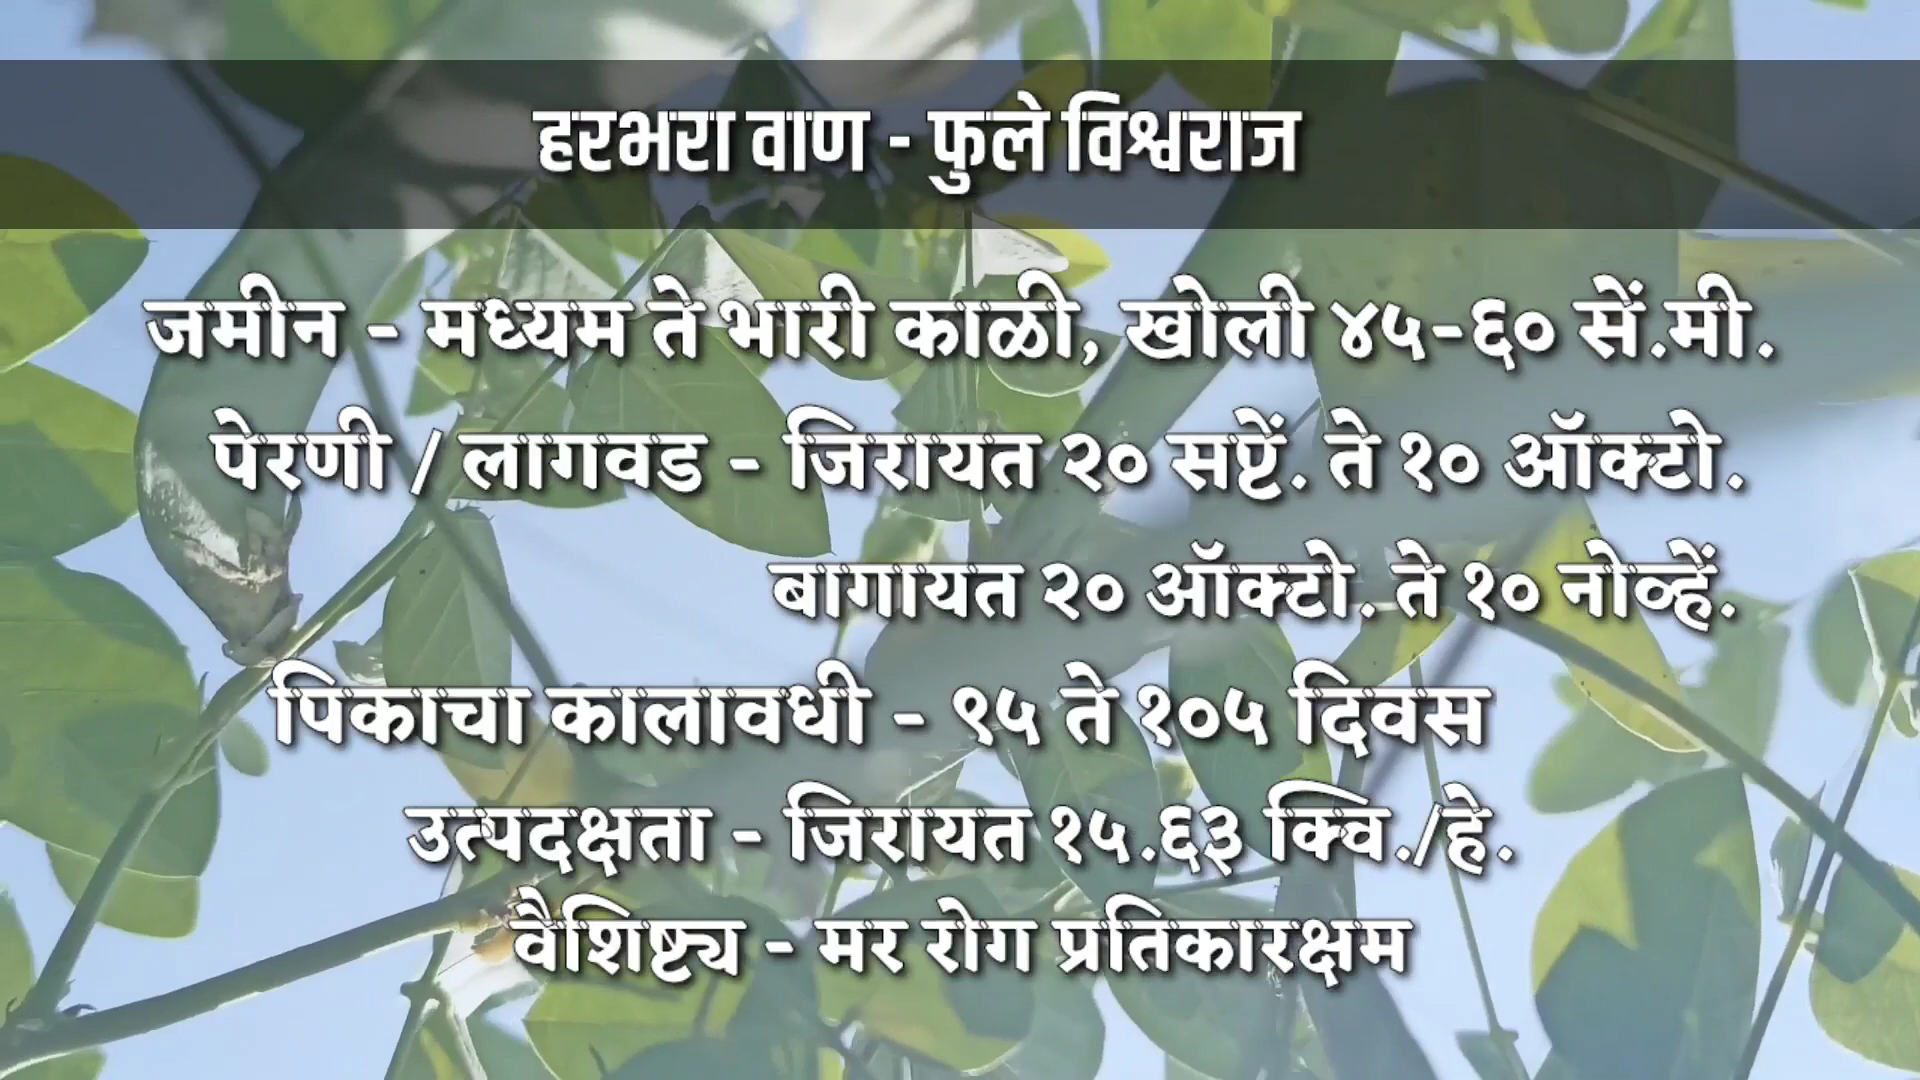 हरभरा वाण - फुले विश्वराज
जमीन - मध्यम ते भारी काळी, खोली ४५-६० सें.मी.
पेरणी / लागवड - जिरायत २० सप्टें. ते १० ऑक्टो.
बागायत २० ऑक्टो. ते १० नोव्हें.
पिकाचा कालावधी - ९५ ते १०५ दिवस
उत्पदक्षता - जिरायत १५.६३ क्वि./हे.
वैशिष्ट्य - मर रोग प्रतिकारक्षम